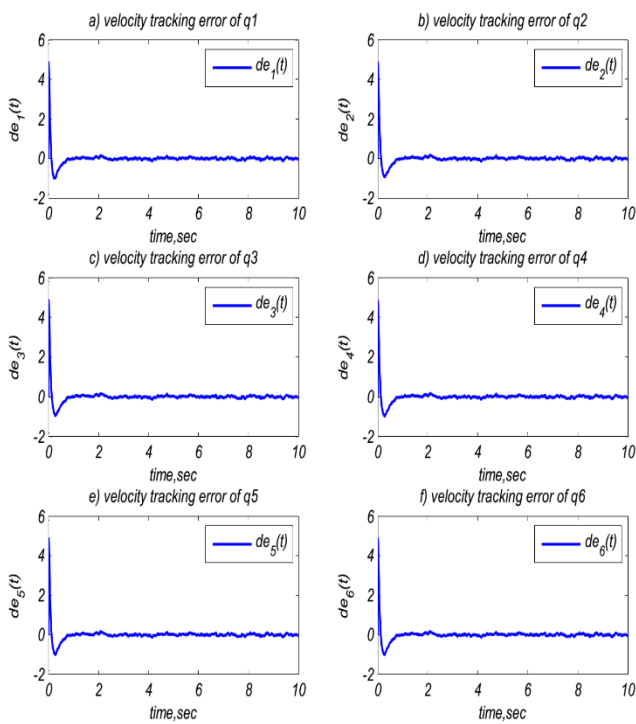 a) velocity tracking error of q1
b) velocity tracking error of q2
6
4
2
0
-2
de1(t)
de1(t)
0 2 4 6 8 10
time,sec
6
4
2
0
-2
de2(t)
de2(t)
0 2 4 6 8 10
time,sec
c) velocity tracking error of q3
d) velocity tracking error of q4
6
4
2
0
-2
de3(t)
de3(t)
0 2 4 6 8 10
time,sec
6
4
2
0
-2
de4(t)
de4(t)
0 2 4 6 8 10
time,sec
e) velocity tracking error of q5
f) velocity tracking error of q6
6
4
2
0
-2
de5(t)
de5(t)
0 2 4 6 8 10
time,sec
6
4
2
0
-2
de6(t)
de6(t)
0 2 4 6 8 10
time,sec